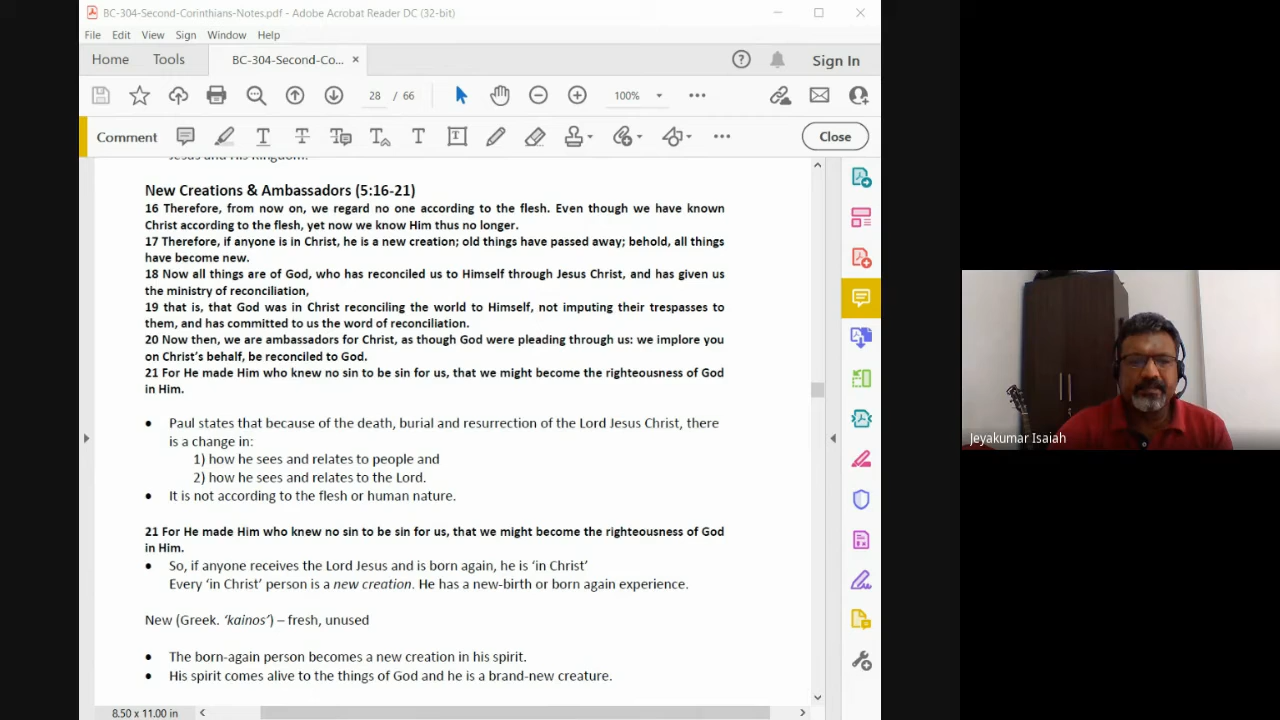 BC-304-Second-Corinthians-Notes.pdf - Adobe Acrobat Reader DC (32-bit)
File Edit View Sign Window Help
Home Tools BC-304-Second-Co... × Sign In
28 / 66 100%
Comment Close
Jesus and His Kingdom.
New Creations & Ambassadors (5:16-21)
16 Therefore, from now on, we regard no one according to the flesh. Even though we have known
Christ according to the flesh, yet now we know Him thus no longer.
17 Therefore, if anyone is in Christ, he is a new creation; old things have passed away; behold, all things
have become new.
18 Now all things are of God, who has reconciled us to Himself through Jesus Christ, and has given us
the ministry of reconciliation,
19 that is, that God was in Christ reconciling the world to Himself, not imputing their trespasses to
them, and has committed to us the word of reconciliation.
20 Now then, we are ambassadors for Christ, as though God were pleading through us: we implore you
on Christ's behalf, be reconciled to God.
21 For He made Him who knew no sin to be sin for us, that we might become the righteousness of God
in Him.
• Paul states that because of the death, burial and resurrection of the Lord Jesus Christ, there
is a change in:
1) how he sees and relates to people and
2) how he sees and relates to the Lord.
• It is not according to the flesh or human nature.
21 For He made Him who knew no sin to be sin for us, that we might become the righteousness of God
in Him.
• So, if anyone receives the Lord Jesus and is born again, he is 'in Christ'
Every 'in Christ' person is a new creation. He has a new-birth or born again experience.
New (Greek. 'kainos') – fresh, unused
• The born-again person becomes a new creation in his spirit.
• His spirit comes alive to the things of God and he is a brand-new creature.
8.50 x 11.00 in
Jeyakumar Isaiah